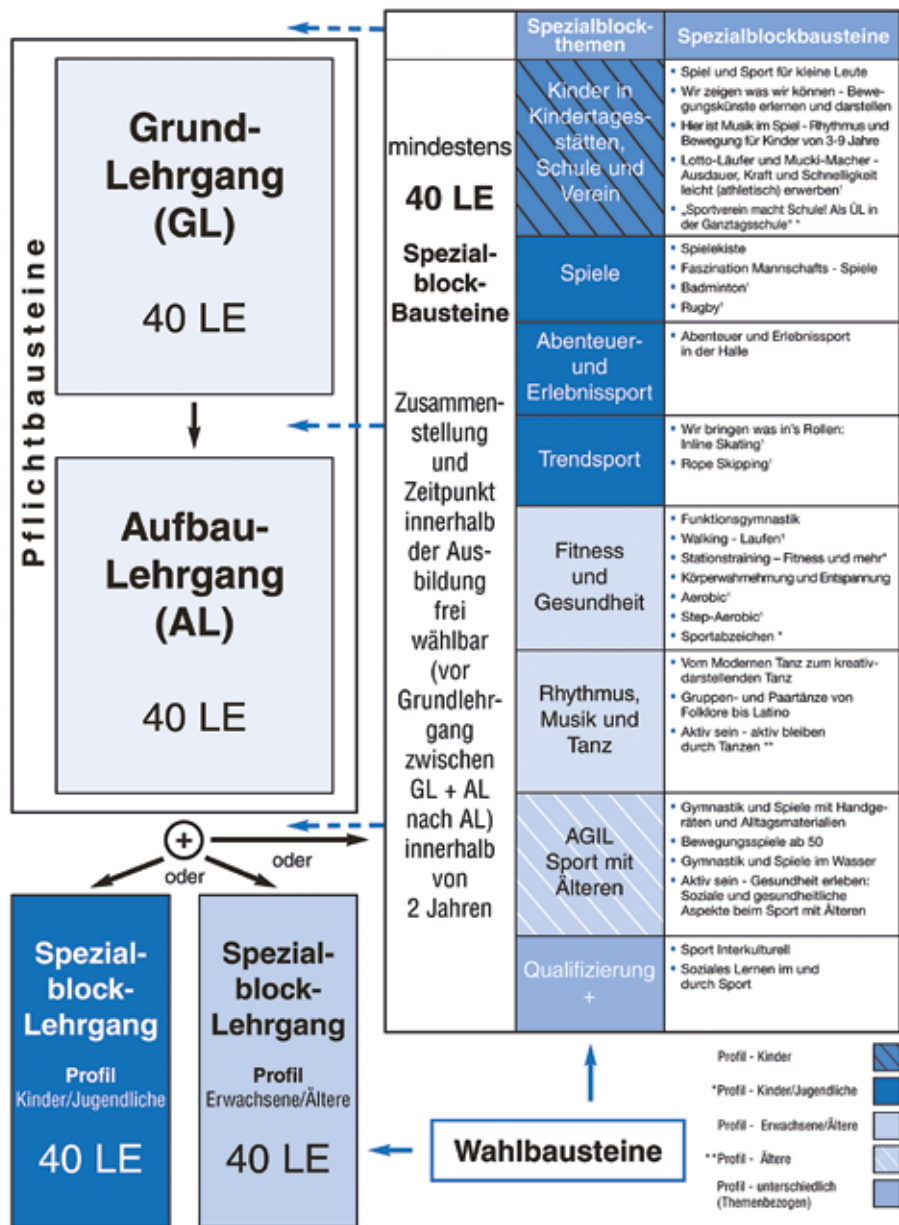 Pflichtbausteine
Grund-
Lehrgang
(GL)
40 LE
Aufbau-
Lehrgang
(AL)
40 LE
+
oder
oder
oder
Spezial-
block-
Lehrgang
Profil
Kinder/Jugendliche
40 LE
Spezial-
block-
Lehrgang
Profil
Erwachsene/Ältere
40 LE
mindestens
40 LE
Spezial-
block-
Bausteine
Zusammen-
stellung
und
Zeitpunkt
innerhalb
der Aus-
bildung
frei
wählbar
(vor
Grundlehr-
gang
zwischen
GL + AL
nach AL)
innerhalb
von
2 Jahren
Spezialblock-
themen
Spezialblockbausteine
Kinder in
Kindertages-
stätten,
Schule und
Verein
• Spiel und Sport für kleine Leute
• Wir zeigen was wir können - Bewe-
gungskünste erlernen und darstellen
• Hier ist Musik im Spiel - Rhythmus und
Bewegung für Kinder von 3-9 Jahre
• Lotto-Läufer und Mucki-Macher -
Ausdauer, Kraft und Schnelligkeit
leicht (athletisch) erwerben¹
• „Sportverein macht Schule! Als ÜL in
der Ganztagsschule" *
Spiele
• Spielekiste
• Faszination Mannschafts - Spiele
• Badminton¹
• Rugby¹
Abenteuer-
und
Erlebnissport
• Abenteuer und Erlebnissport
in der Halle
Trendsport
• Wir bringen was in's Rollen:
Inline Skating¹
• Rope Skipping¹
Fitness
und
Gesundheit
• Funktionsgymnastik
• Walking - Laufen¹
• Stationstraining – Fitness und mehr*
• Körperwahrnehmung und Entspannung
• Aerobic¹
• Step-Aerobic¹
• Sportabzeichen *
Rhythmus,
Musik und
Tanz
• Vom Modernen Tanz zum kreativ-
darstellenden Tanz
• Gruppen- und Paartänze von
Folklore bis Latino
• Aktiv sein - aktiv bleiben
durch Tanzen **
AGIL
Sport mit
Älteren
• Gymnastik und Spiele mit Handge-
räten und Alltagsmaterialien
• Bewegungsspiele ab 50
• Gymnastik und Spiele im Wasser
• Aktiv sein - Gesundheit erleben:
Soziale und gesundheitliche
Aspekte beim Sport mit Älteren
Qualifizierung
+
• Sport Interkulturell
• Soziales Lernen im und
durch Sport
Wahlbausteine
Profil - Kinder
*Profil - Kinder/Jugendliche
Profil - Erwachsene/Ältere
**Profil - Ältere
Profil - unterschiedlich
(Themenbezogen)